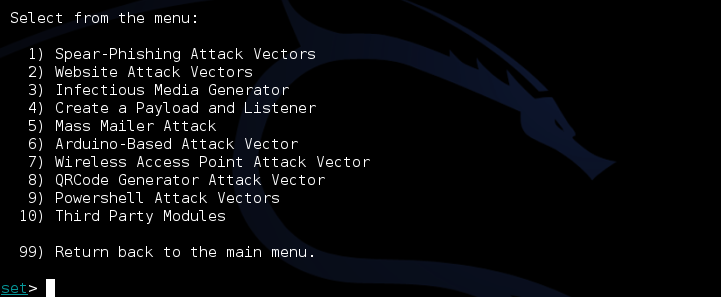 Select from the menu:
1) Spear-Phishing Attack Vectors
2) Website Attack Vectors
3) Infectious Media Generator
4) Create a Payload and Listener
5) Mass Mailer Attack
6) Arduino-Based Attack Vector
7) Wireless Access Point Attack Vector
8) QRCode Generator Attack Vector
9) Powershell Attack Vectors
10) Third Party Modules
99) Return back to the main menu.
set>